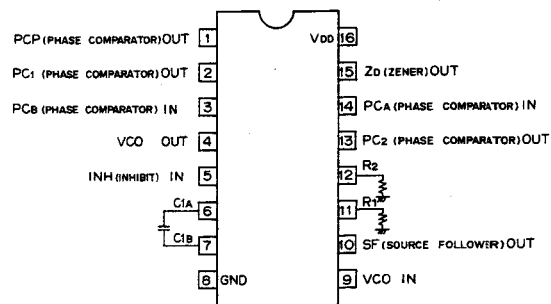 PCP (PHASE COMPARATOR) OUT 1
16 VDD
PC1 (PHASE COMPARATOR) OUT 2
15 ZD (ZENER) OUT
PCB (PHASE COMPARATOR) IN 3
14 PCA (PHASE COMPARATOR) IN
VCO OUT 4
13 PC2 (PHASE COMPARATOR) OUT
INH (INHIBIT) IN 5
12 R2
C1A 6
11 R1
C1B 7
10 SF (SOURCE FOLLOWER) OUT
8 GND
9 VCO IN